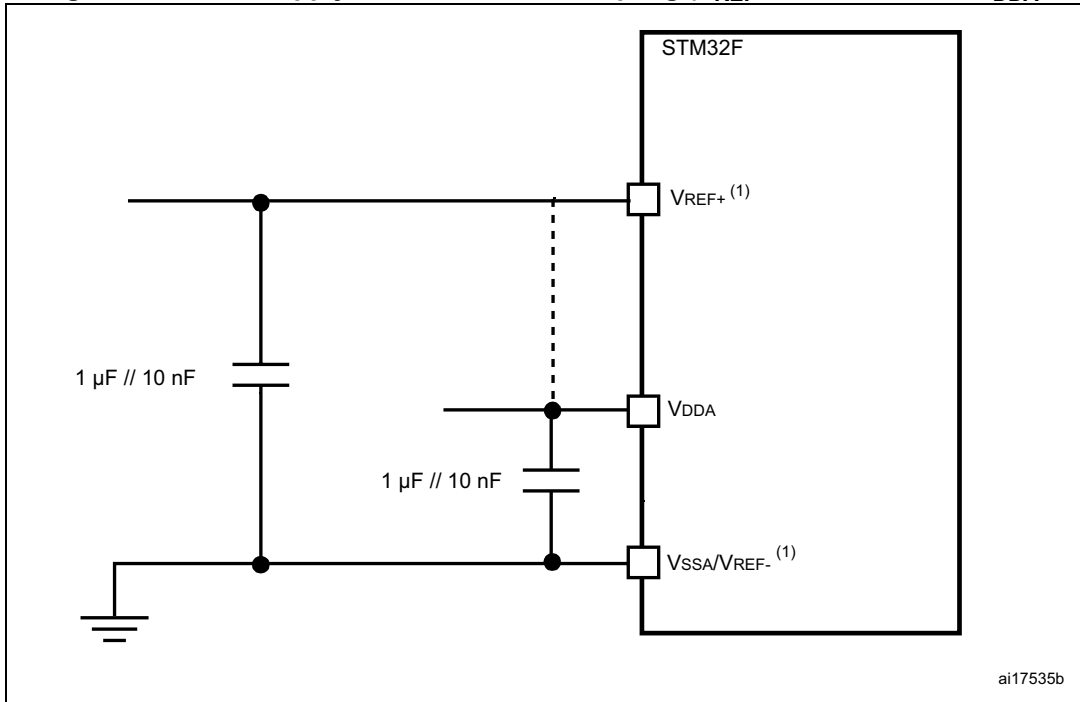 STM32F
VREF+ (1)
1 µF // 10 nF
VDDA
1 µF // 10 nF
VSSA/VREF- (1)
ai17535b